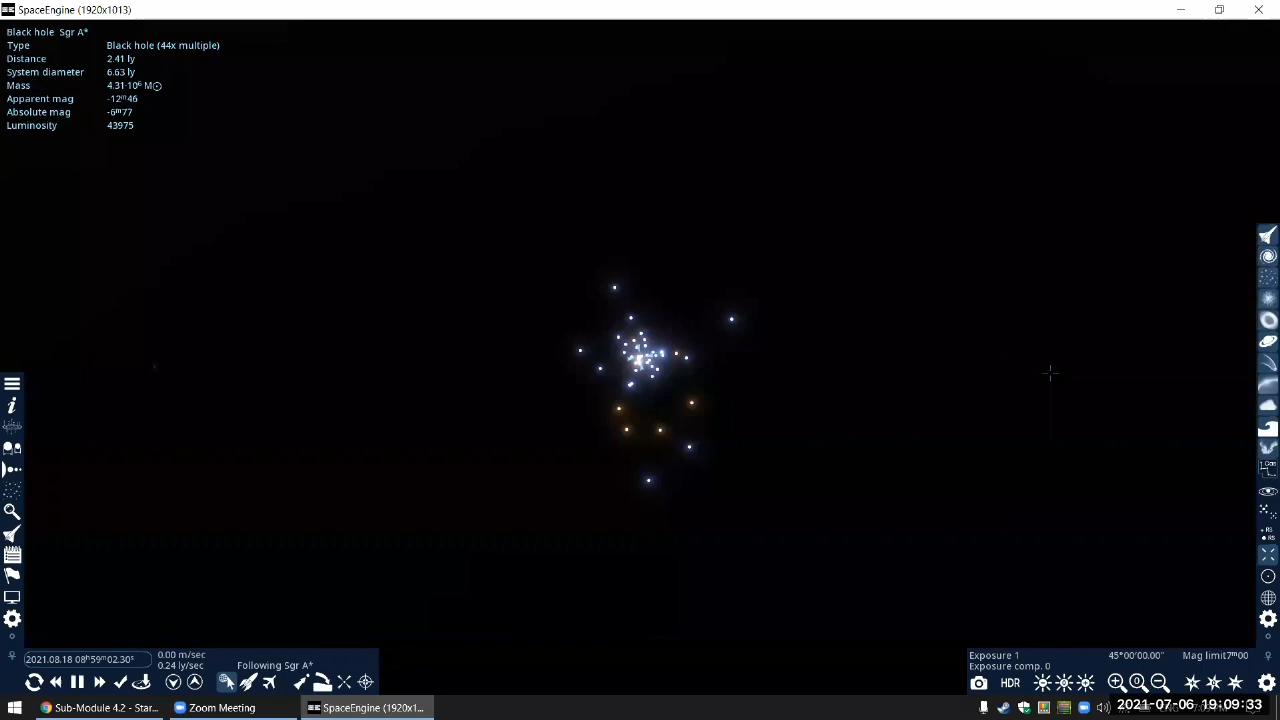 SpaceEngine (1920x1013)
Black hole Sgr A*
Type Black hole (44x multiple)
Distance 2.41 ly
System diameter 6.63 ly
Mass 4.31·10⁶ M☉
Apparent mag -12ᵐ46
Absolute mag -6ᵐ77
Luminosity 43975
2021.08.18 08ʰ59ᵐ02.30ˢ
0.00 m/sec
0.24 ly/sec
Following Sgr A*
Exposure 1 45°00'00.00" Mag limit7ᵐ00
Exposure comp. 0
HDR
Sub-Module 4.2 - Star...
Zoom Meeting
SpaceEngine (1920x1...
2021-07-06 19:09:33